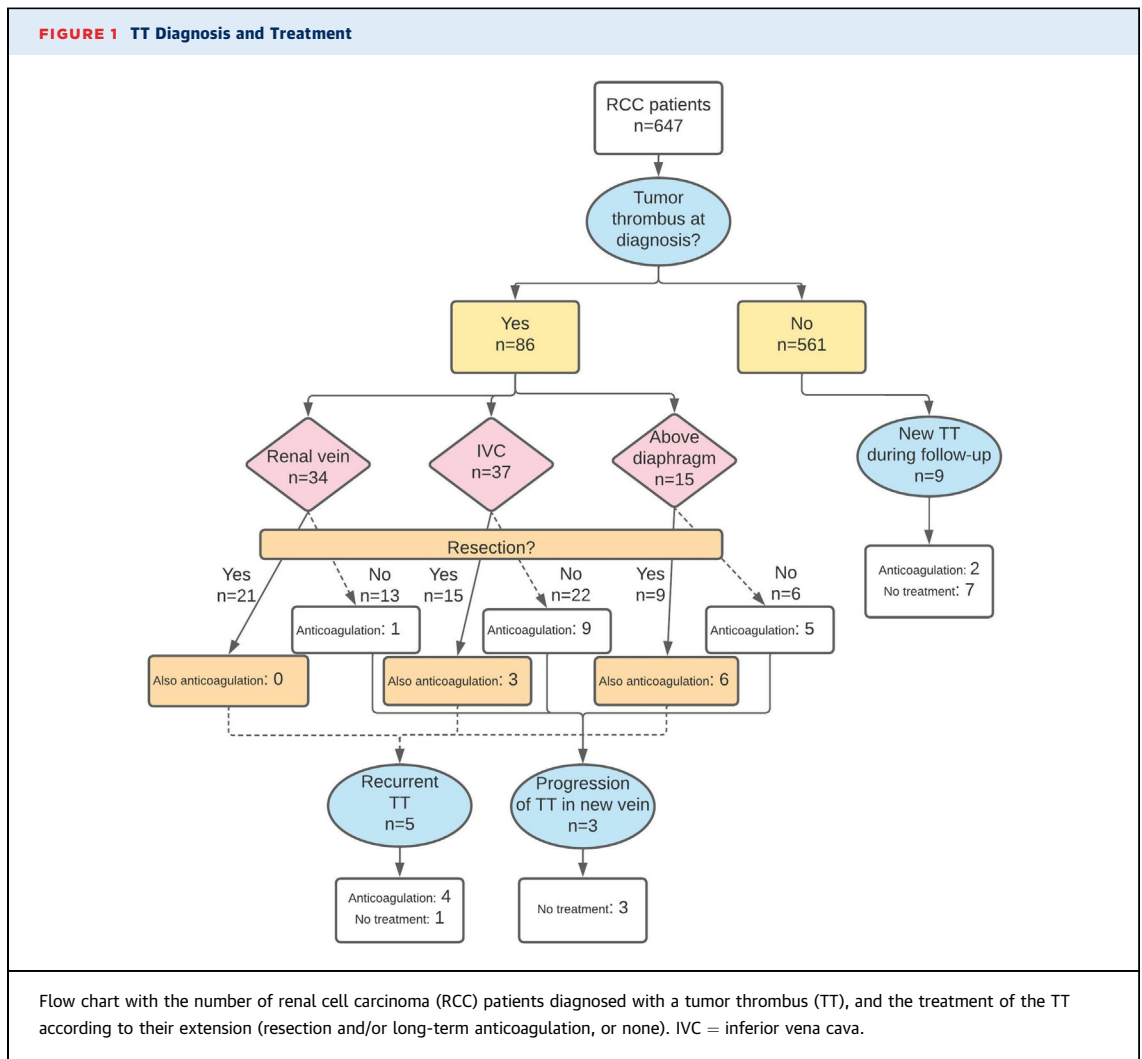 FIGURE 1 TT Diagnosis and Treatment
RCC patients
n=647
Tumor
thrombus at
diagnosis?
Yes
n=86
No
n=561
Renal vein
n=34
IVC
n=37
Above
diaphragm
n=15
New TT
during follow-up
n=9
Resection?
Yes
n=21
No
n=13
Yes
n=15
No
n=22
Yes
n=9
No
n=6
Anticoagulation: 2
No treatment: 7
Anticoagulation: 1
Anticoagulation: 9
Anticoagulation: 5
Also anticoagulation: 0
Also anticoagulation: 3
Also anticoagulation: 6
Recurrent
TT
n=5
Progression
of TT in new vein
n=3
Anticoagulation: 4
No treatment: 1
No treatment: 3
Flow chart with the number of renal cell carcinoma (RCC) patients diagnosed with a tumor thrombus (TT), and the treatment of the TT
according to their extension (resection and/or long-term anticoagulation, or none). IVC = inferior vena cava.